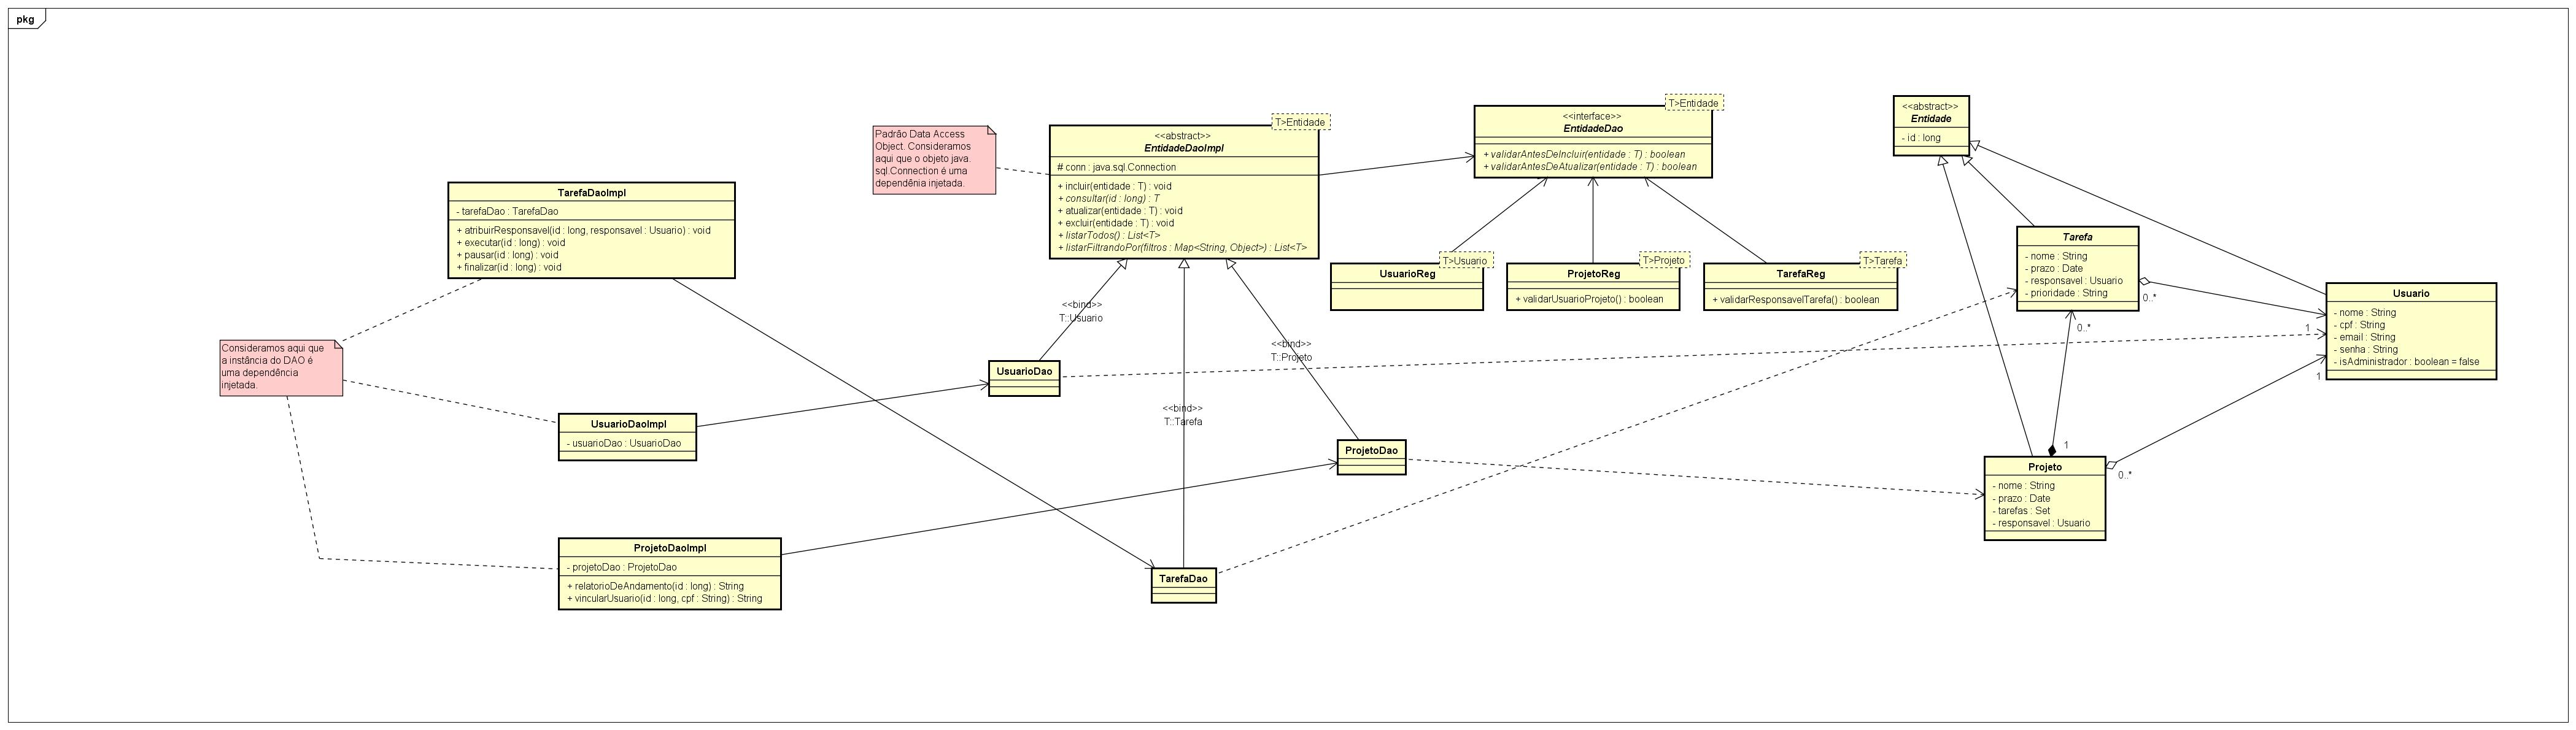 pkg
Padrão Data Access
Object. Consideramos
aqui que o objeto java.
sql.Connection é uma
dependênia injetada.
T>Entidade
<<abstract>>
EntidadeDaoImpl
# conn : java.sql.Connection
+ incluir(entidade : T) : void
+ consultar(id : long) : T
+ atualizar(entidade : T) : void
+ excluir(entidade : T) : void
+ listarTodos() : List<T>
+ listarFiltrandoPor(filtros : Map<String, Object>) : List<T>
T>Entidade
<<interface>>
EntidadeDao
+ validarAntesDeIncluir(entidade : T) : boolean
+ validarAntesDeAtualizar(entidade : T) : boolean
<<abstract>>
Entidade
- id : long
TarefaDaoImpl
- tarefaDao : TarefaDao
+ atribuirResponsavel(id : long, responsavel : Usuario) : void
+ executar(id : long) : void
+ pausar(id : long) : void
+ finalizar(id : long) : void
T>Usuario
UsuarioReg
T>Projeto
ProjetoReg
+ validarUsuarioProjeto() : boolean
T>Tarefa
TarefaReg
+ validarResponsavelTarefa() : boolean
Tarefa
- nome : String
- prazo : Date
- responsavel : Usuario
- prioridade : String
0..*
0..*
Usuario
- nome : String
- cpf : String
- email : String
- senha : String
- isAdministrador : boolean = false
1
1
<<bind>>
T::Usuario
<<bind>>
T::Projeto
<<bind>>
T::Tarefa
Consideramos aqui que
a instância do DAO é
uma dependência
injetada.
UsuarioDao
UsuarioDaoImpl
- usuarioDao : UsuarioDao
ProjetoDao
1
0..*
Projeto
- nome : String
- prazo : Date
- tarefas : Set
- responsavel : Usuario
ProjetoDaoImpl
- projetoDao : ProjetoDao
+ relatorioDeAndamento(id : long) : String
+ vincularUsuario(id : long, cpf : String) : String
TarefaDao